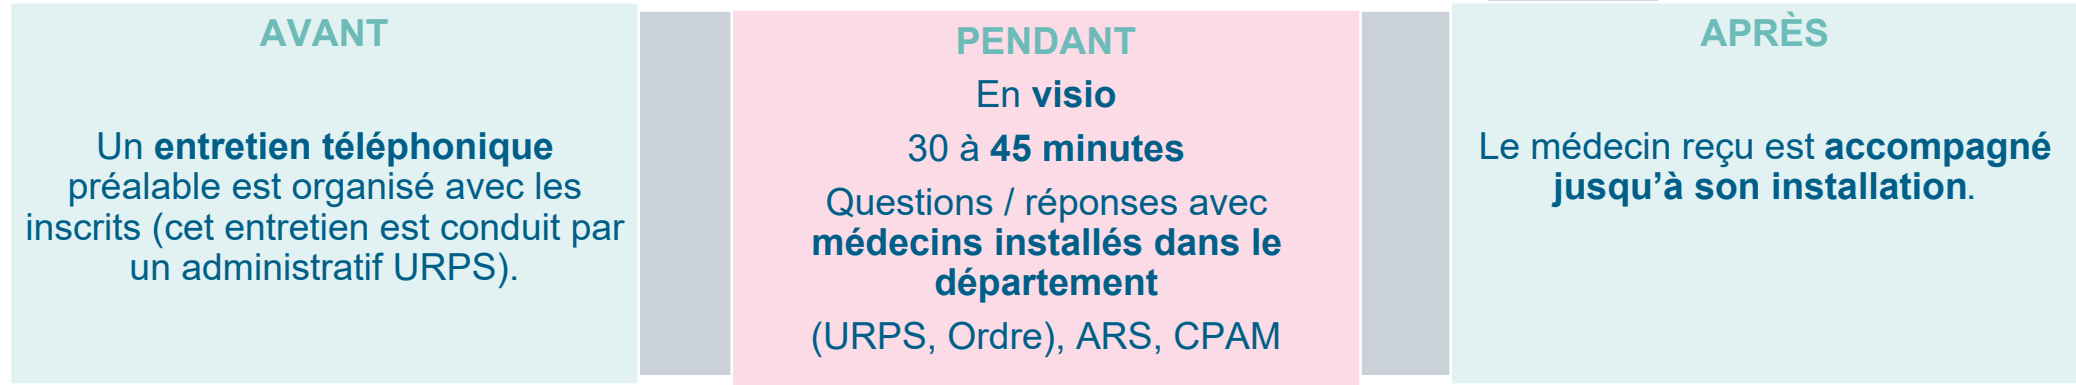 AVANT
Un entretien téléphonique
préalable est organisé avec les
inscrits (cet entretien est conduit par
un administratif URPS).
PENDANT
En visio
30 à 45 minutes
Questions / réponses avec
médecins installés dans le
département
(URPS, Ordre), ARS, CPAM
APRÈS
Le médecin reçu est accompagné
jusqu’à son installation.